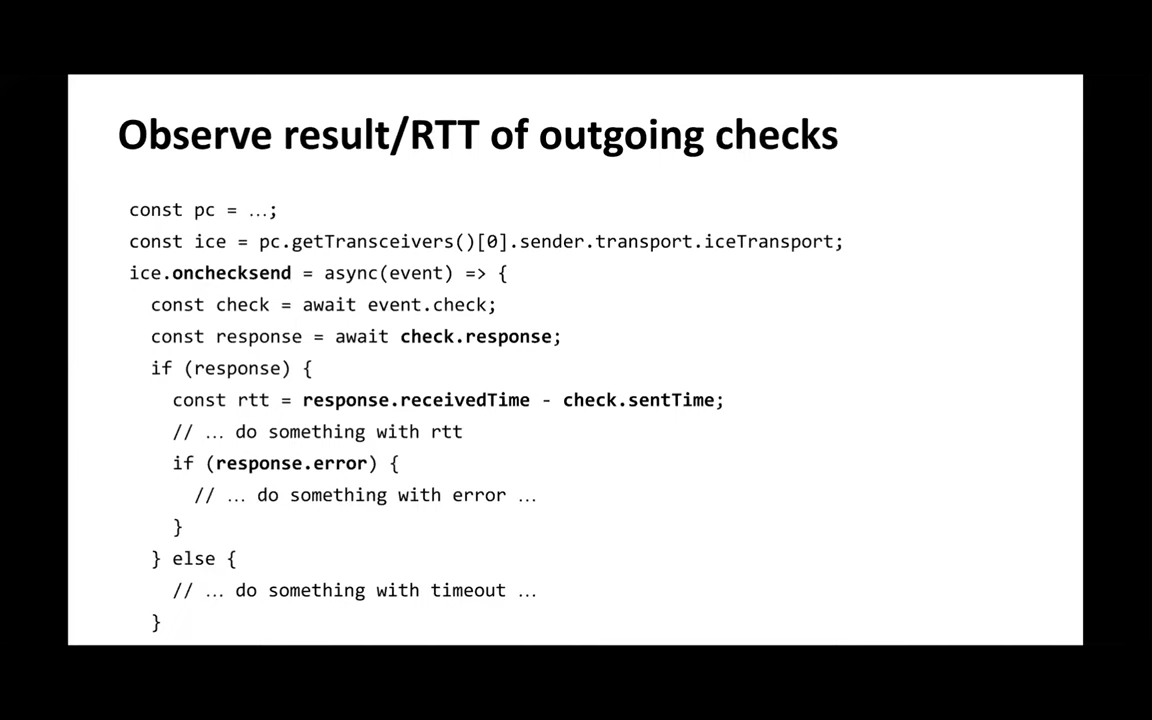 Observe result/RTT of outgoing checks
const pc = …;
const ice = pc.getTransceivers()[0].sender.transport.iceTransport;
ice.onchecksend = async(event) => {
  const check = await event.check;
  const response = await check.response;
  if (response) {
    const rtt = response.receivedTime - check.sentTime;
    // … do something with rtt
    if (response.error) {
      // … do something with error …
    }
  } else {
    // … do something with timeout …
  }